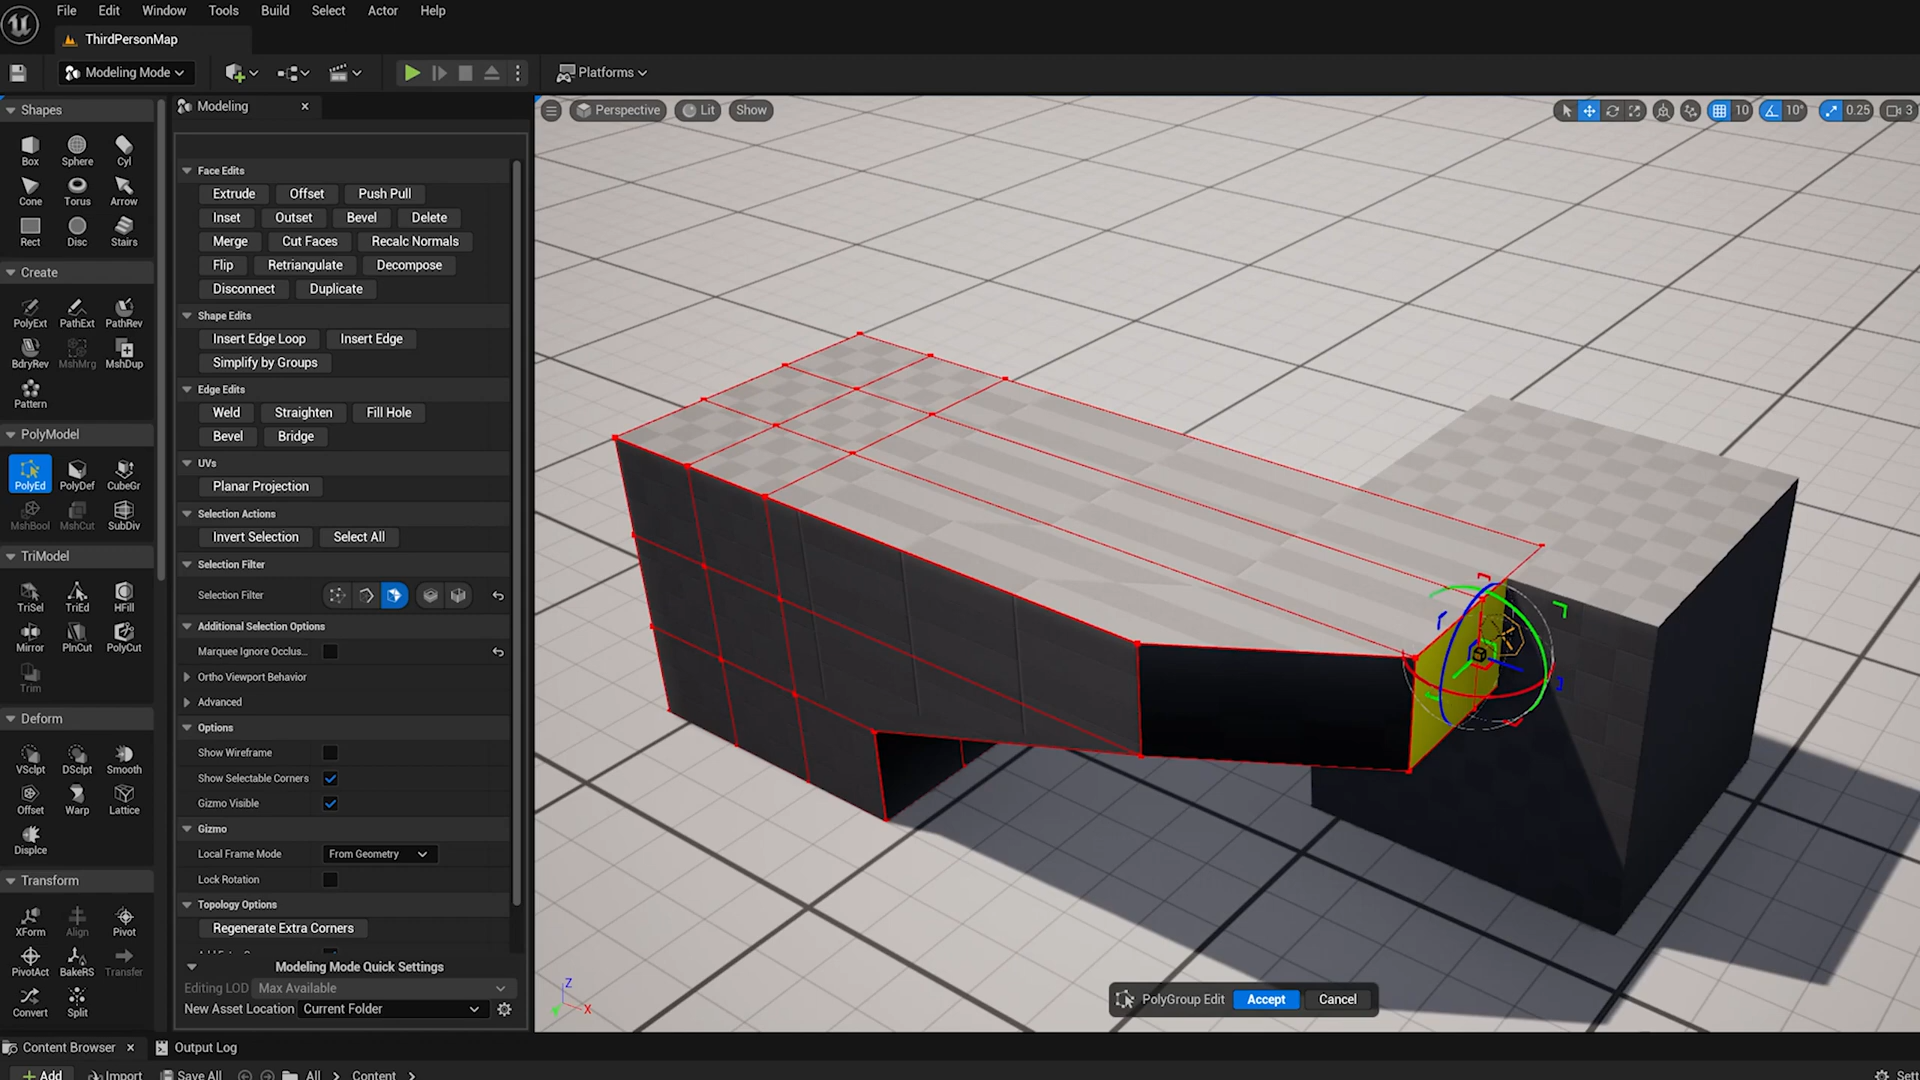 File Edit Window Tools Build Select Actor Help
ThirdPersonMap
Modeling Mode
Platforms
Shapes
Box Sphere Cyl
Cone Torus Arrow
Rect Disc Stairs
Create
PolyExt PathExt PathRev
BdryRev MshMrg MshDup
Pattern
PolyModel
PolyEd PolyDef CubeGr
MshBool MshCut SubDiv
TriModel
TriSel TriEd HFill
Mirror PlnCut PolyCut
Trim
Deform
VSclpt DSclpt Smooth
Offset Warp Lattice
Displce
Transform
XForm Align Pivot
PivotAct BakeRS Transfer
Convert Split
Modeling
Face Edits
Extrude Offset Push Pull
Inset Outset Bevel Delete
Merge Cut Faces Recalc Normals
Flip Retriangulate Decompose
Disconnect Duplicate
Shape Edits
Insert Edge Loop Insert Edge
Simplify by Groups
Edge Edits
Weld Straighten Fill Hole
Bevel Bridge
UVs
Planar Projection
Selection Actions
Invert Selection Select All
Selection Filter
Selection Filter
Additional Selection Options
Marquee Ignore Occlus...
Ortho Viewport Behavior
Advanced
Options
Show Wireframe
Show Selectable Corners
Gizmo Visible
Gizmo
Local Frame Mode From Geometry
Lock Rotation
Topology Options
Regenerate Extra Corners
Modeling Mode Quick Settings
Editing LOD Max Available
New Asset Location Current Folder
Perspective Lit Show
10 10° 0.25 3
Z
X
PolyGroup Edit Accept Cancel
Content Browser Output Log
Add Import Save All All Content